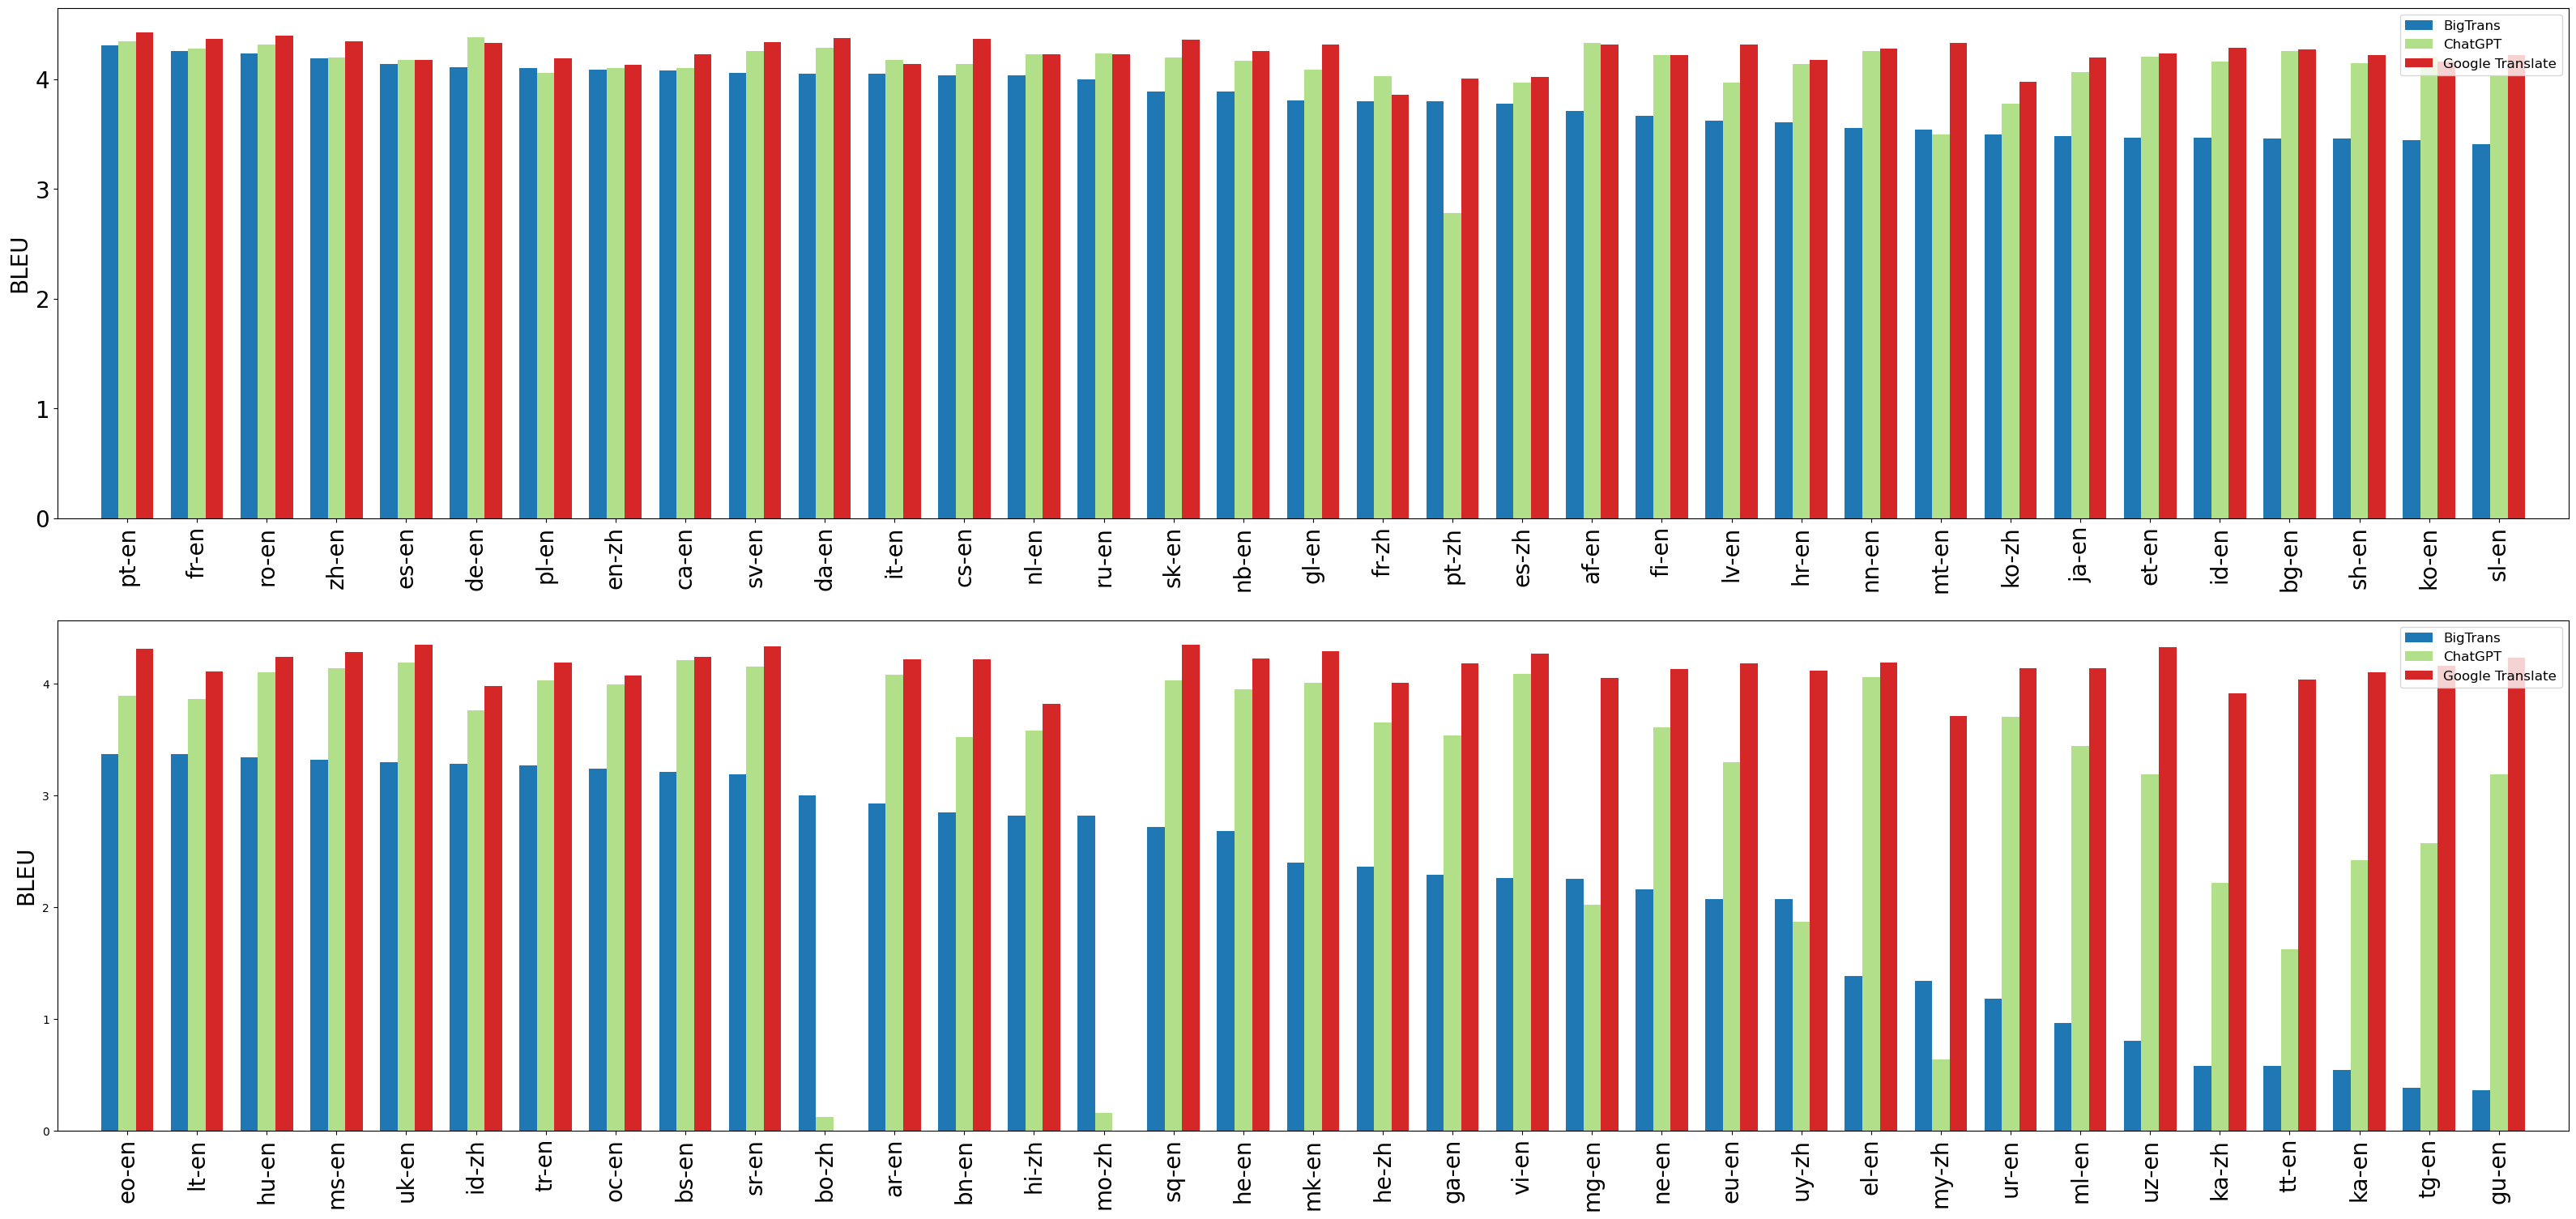 BLEU
4
3
2
1
0
BigTrans
ChatGPT
Google Translate
pt-en
fr-en
ro-en
zh-en
es-en
de-en
pl-en
en-zh
ca-en
sv-en
da-en
it-en
cs-en
nl-en
ru-en
sk-en
nb-en
gl-en
fr-zh
pt-zh
es-zh
af-en
fi-en
lv-en
hr-en
nn-en
mt-en
ko-zh
ja-en
et-en
id-en
bg-en
sh-en
ko-en
sl-en
BLEU
4
3
2
1
0
BigTrans
ChatGPT
Google Translate
eo-en
lt-en
hu-en
ms-en
uk-en
id-zh
tr-en
oc-en
bs-en
sr-en
bo-zh
ar-en
bn-en
hi-zh
mo-zh
sq-en
he-en
mk-en
he-zh
ga-en
vi-en
mg-en
ne-en
eu-en
uy-zh
el-en
my-zh
ur-en
ml-en
uz-en
ka-zh
tt-en
ka-en
tg-en
gu-en